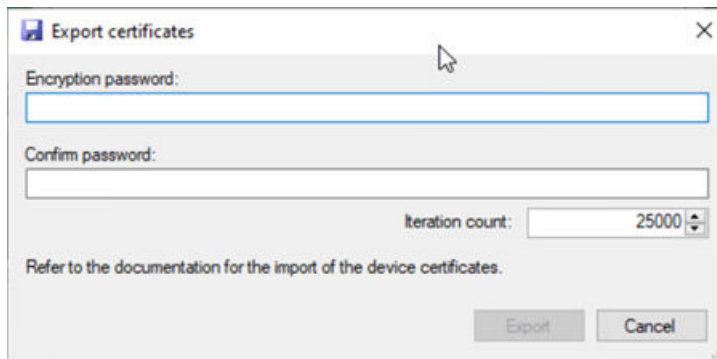 Export certificates
Encryption password:
Confirm password:
Iteration count: 25000
Refer to the documentation for the import of the device certificates.
Export Cancel